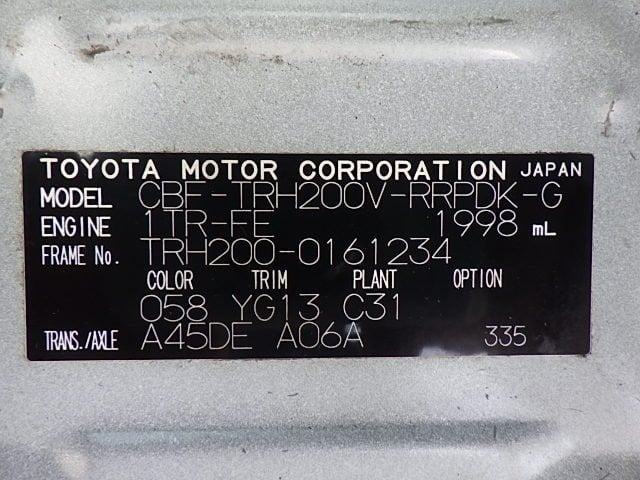 TOYOTA MOTOR CORPORATION JAPAN
MODEL CBF-TRH200V-RRPDK-G
ENGINE 1TR-FE 1998 mL
FRAME No. TRH200-0161234
COLOR TRIM PLANT OPTION
058 YG13 C31
TRANS./AXLE A45DE A06A 335